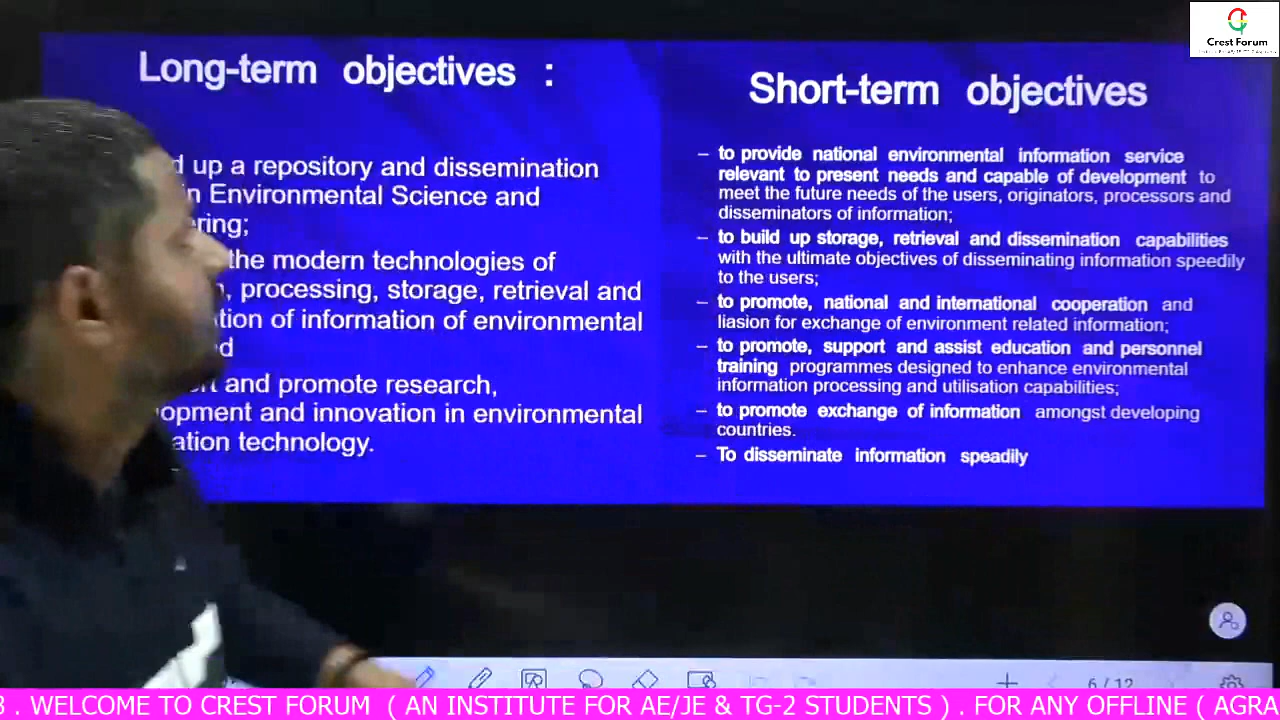 Crest Forum
Long-term objectives :
up a repository and dissemination
in Environmental Science and
ering;
the modern technologies of
, processing, storage, retrieval and
tion of information of environmental
and promote research,
opment and innovation in environmental
ation technology.
Short-term objectives
– to provide national environmental information service
relevant to present needs and capable of development to
meet the future needs of the users, originators, processors and
disseminators of information;
– to build up storage, retrieval and dissemination capabilities
with the ultimate objectives of disseminating information speedily
to the users;
– to promote, national and international cooperation and
liasion for exchange of environment related information;
– to promote, support and assist education and personnel
training programmes designed to enhance environmental
information processing and utilisation capabilities;
– to promote exchange of information amongst developing
countries.
– To disseminate information speadily
6 / 12
3 . WELCOME TO CREST FORUM ( AN INSTITUTE FOR AE/JE & TG-2 STUDENTS ) . FOR ANY OFFLINE ( AGRA